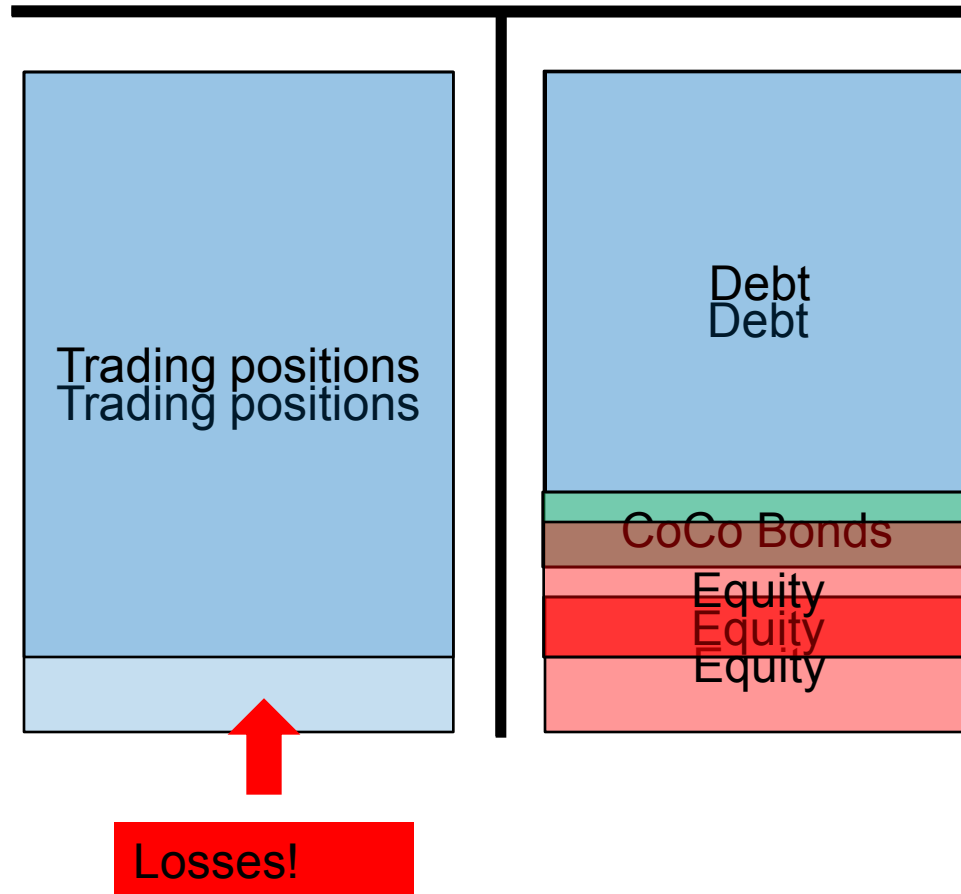 Trading positions
Trading positions
Debt
Debt
CoCo Bonds
Equity
Equity
Equity
Losses!